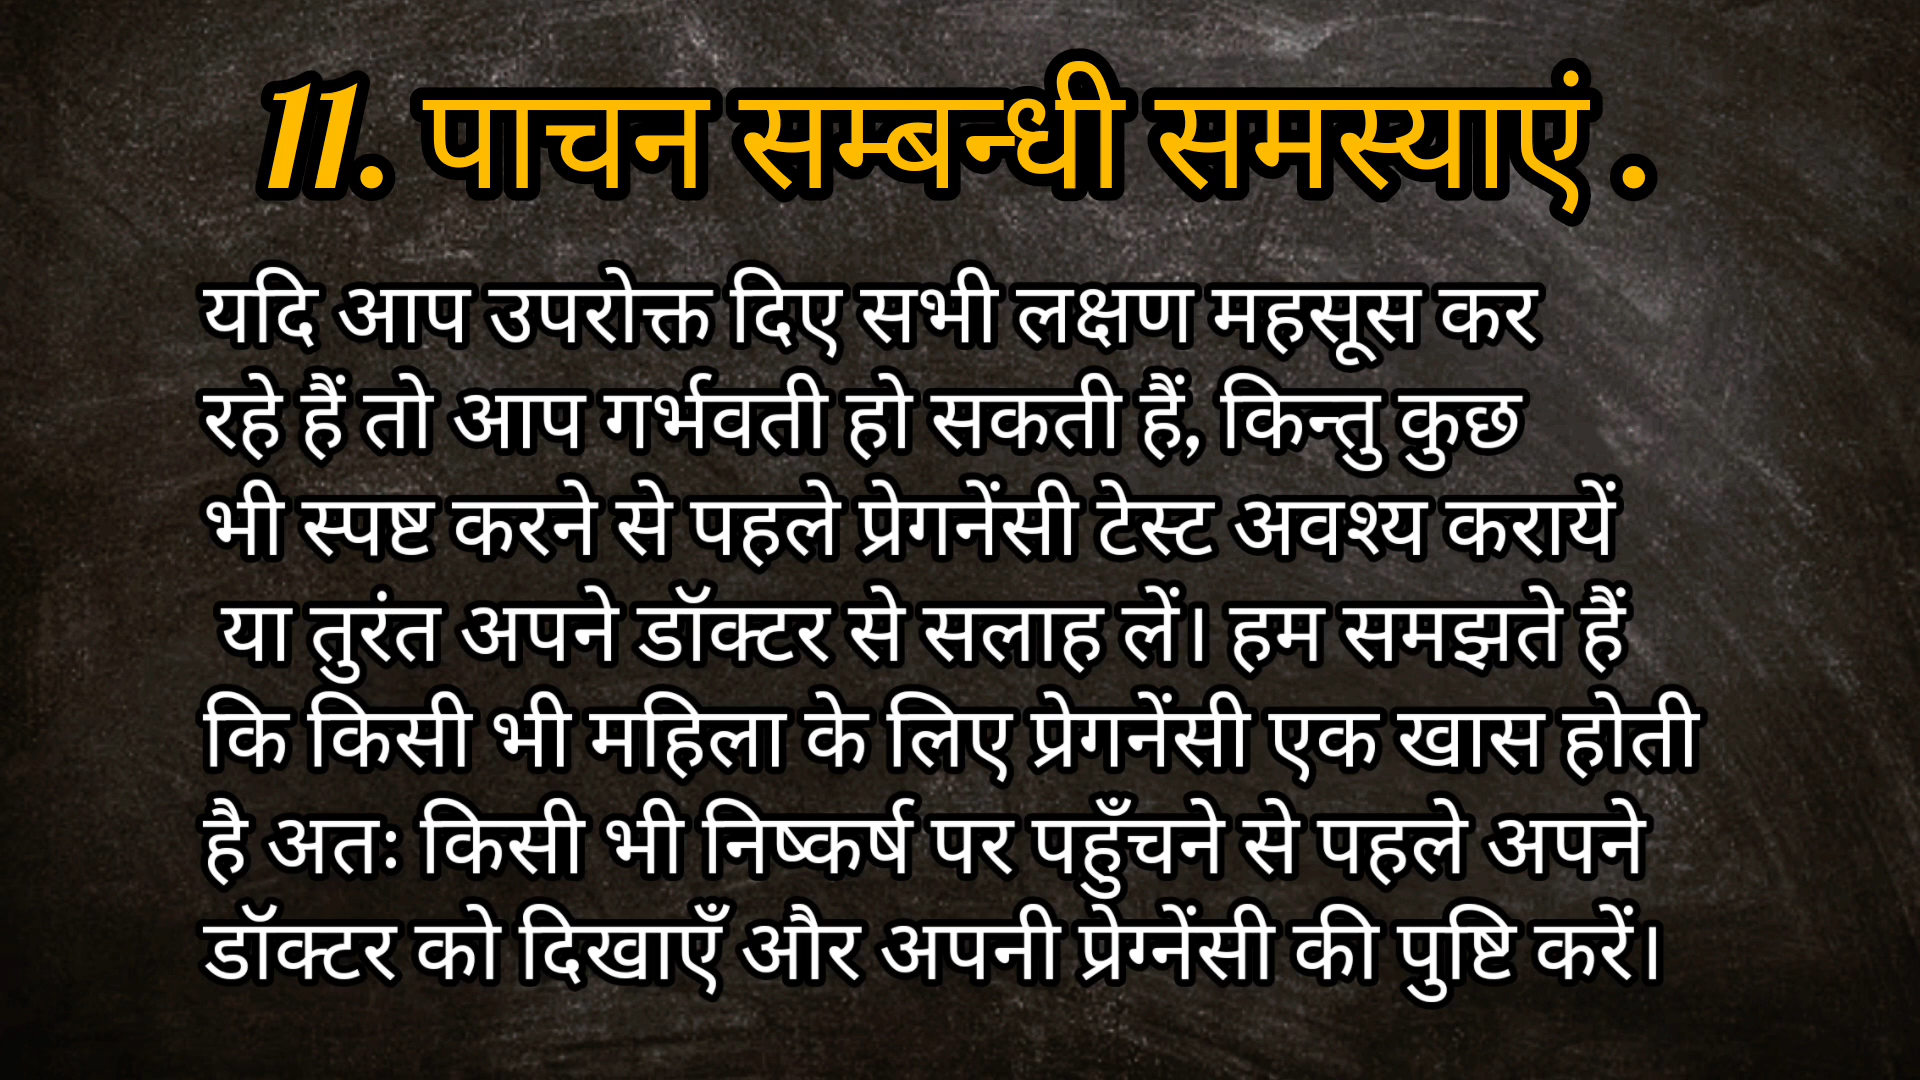 11. पाचन सम्बन्धी समस्याएं .
यदि आप उपरोक्त दिए सभी लक्षण महसूस कर
रहे हैं तो आप गर्भवती हो सकती हैं, किन्तु कुछ
भी स्पष्ट करने से पहले प्रेगनेंसी टेस्ट अवश्य करायें
या तुरंत अपने डॉक्टर से सलाह लें। हम समझते हैं
कि किसी भी महिला के लिए प्रेगनेंसी एक खास होती
है अतः किसी भी निष्कर्ष पर पहुँचने से पहले अपने
डॉक्टर को दिखाएँ और अपनी प्रेग्नेंसी की पुष्टि करें।